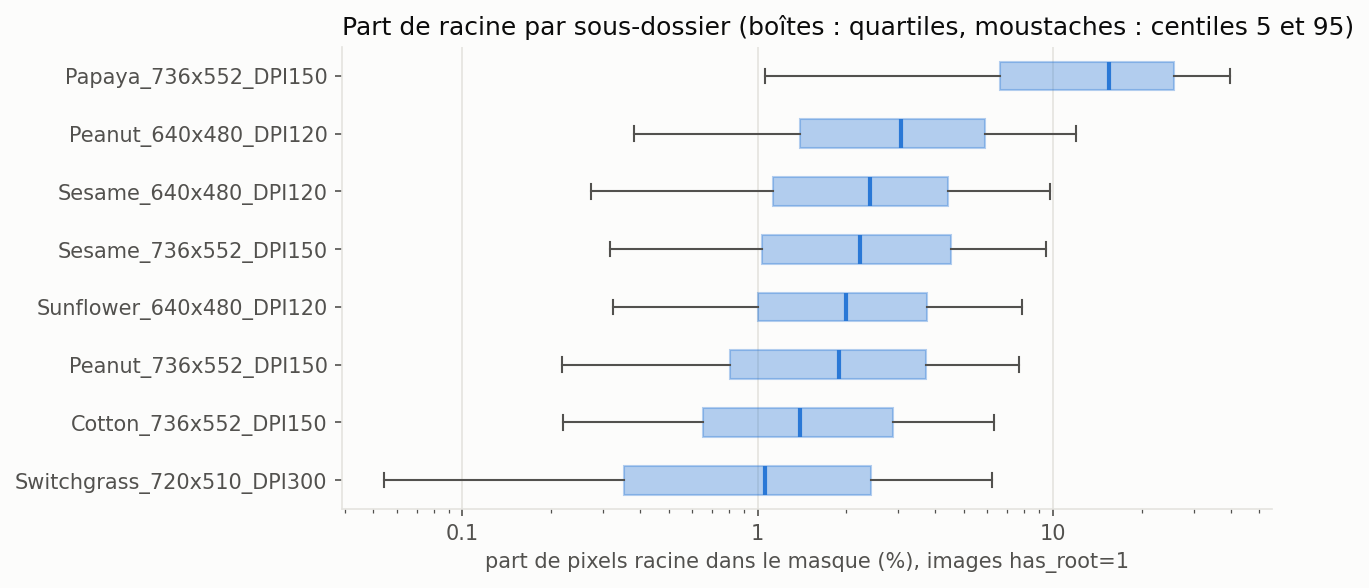 Part de racine par sous-dossier (boîtes : quartiles, moustaches : centiles 5 et 95)
Papaya_736x552_DPI150
Peanut_640x480_DPI120
Sesame_640x480_DPI120
Sesame_736x552_DPI150
Sunflower_640x480_DPI120
Peanut_736x552_DPI150
Cotton_736x552_DPI150
Switchgrass_720x510_DPI300
0.1 1 10
part de pixels racine dans le masque (%), images has_root=1